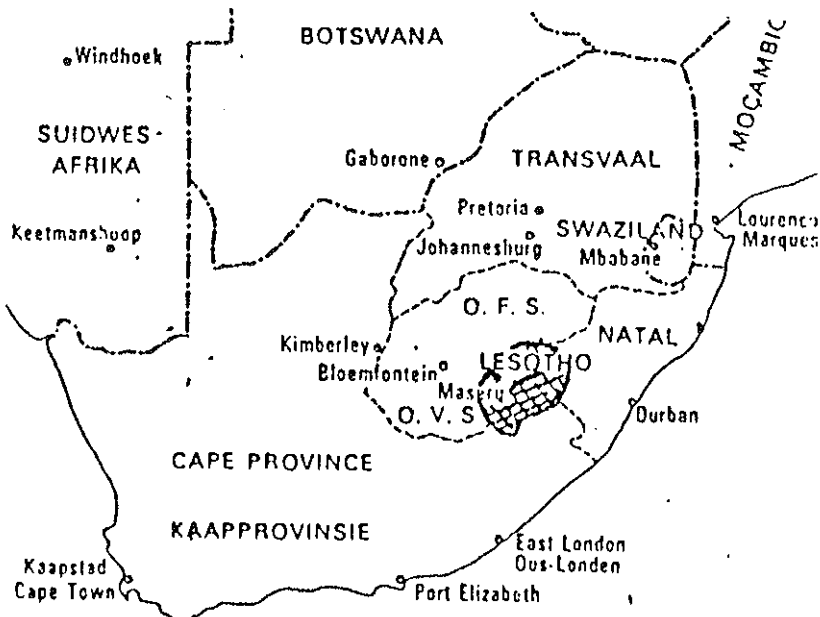 BOTSWANA
Windhoek
MOÇAMBIC
SUIDWES-
AFRIKA
Gaborone
TRANSVAAL
Pretoria
Keetmanshoop
Johannesburg
SWAZILAND
Mbabane
Lourenco
Marques
O. F. S.
NATAL
Kimberley
LESOTHO
Bloemfontein
Maseru
O. V. S
Durban
CAPE PROVINCE
KAAPPROVINSIE
East London
Oos-Londen
Kaapstad
Cape Town
Port Elizabeth